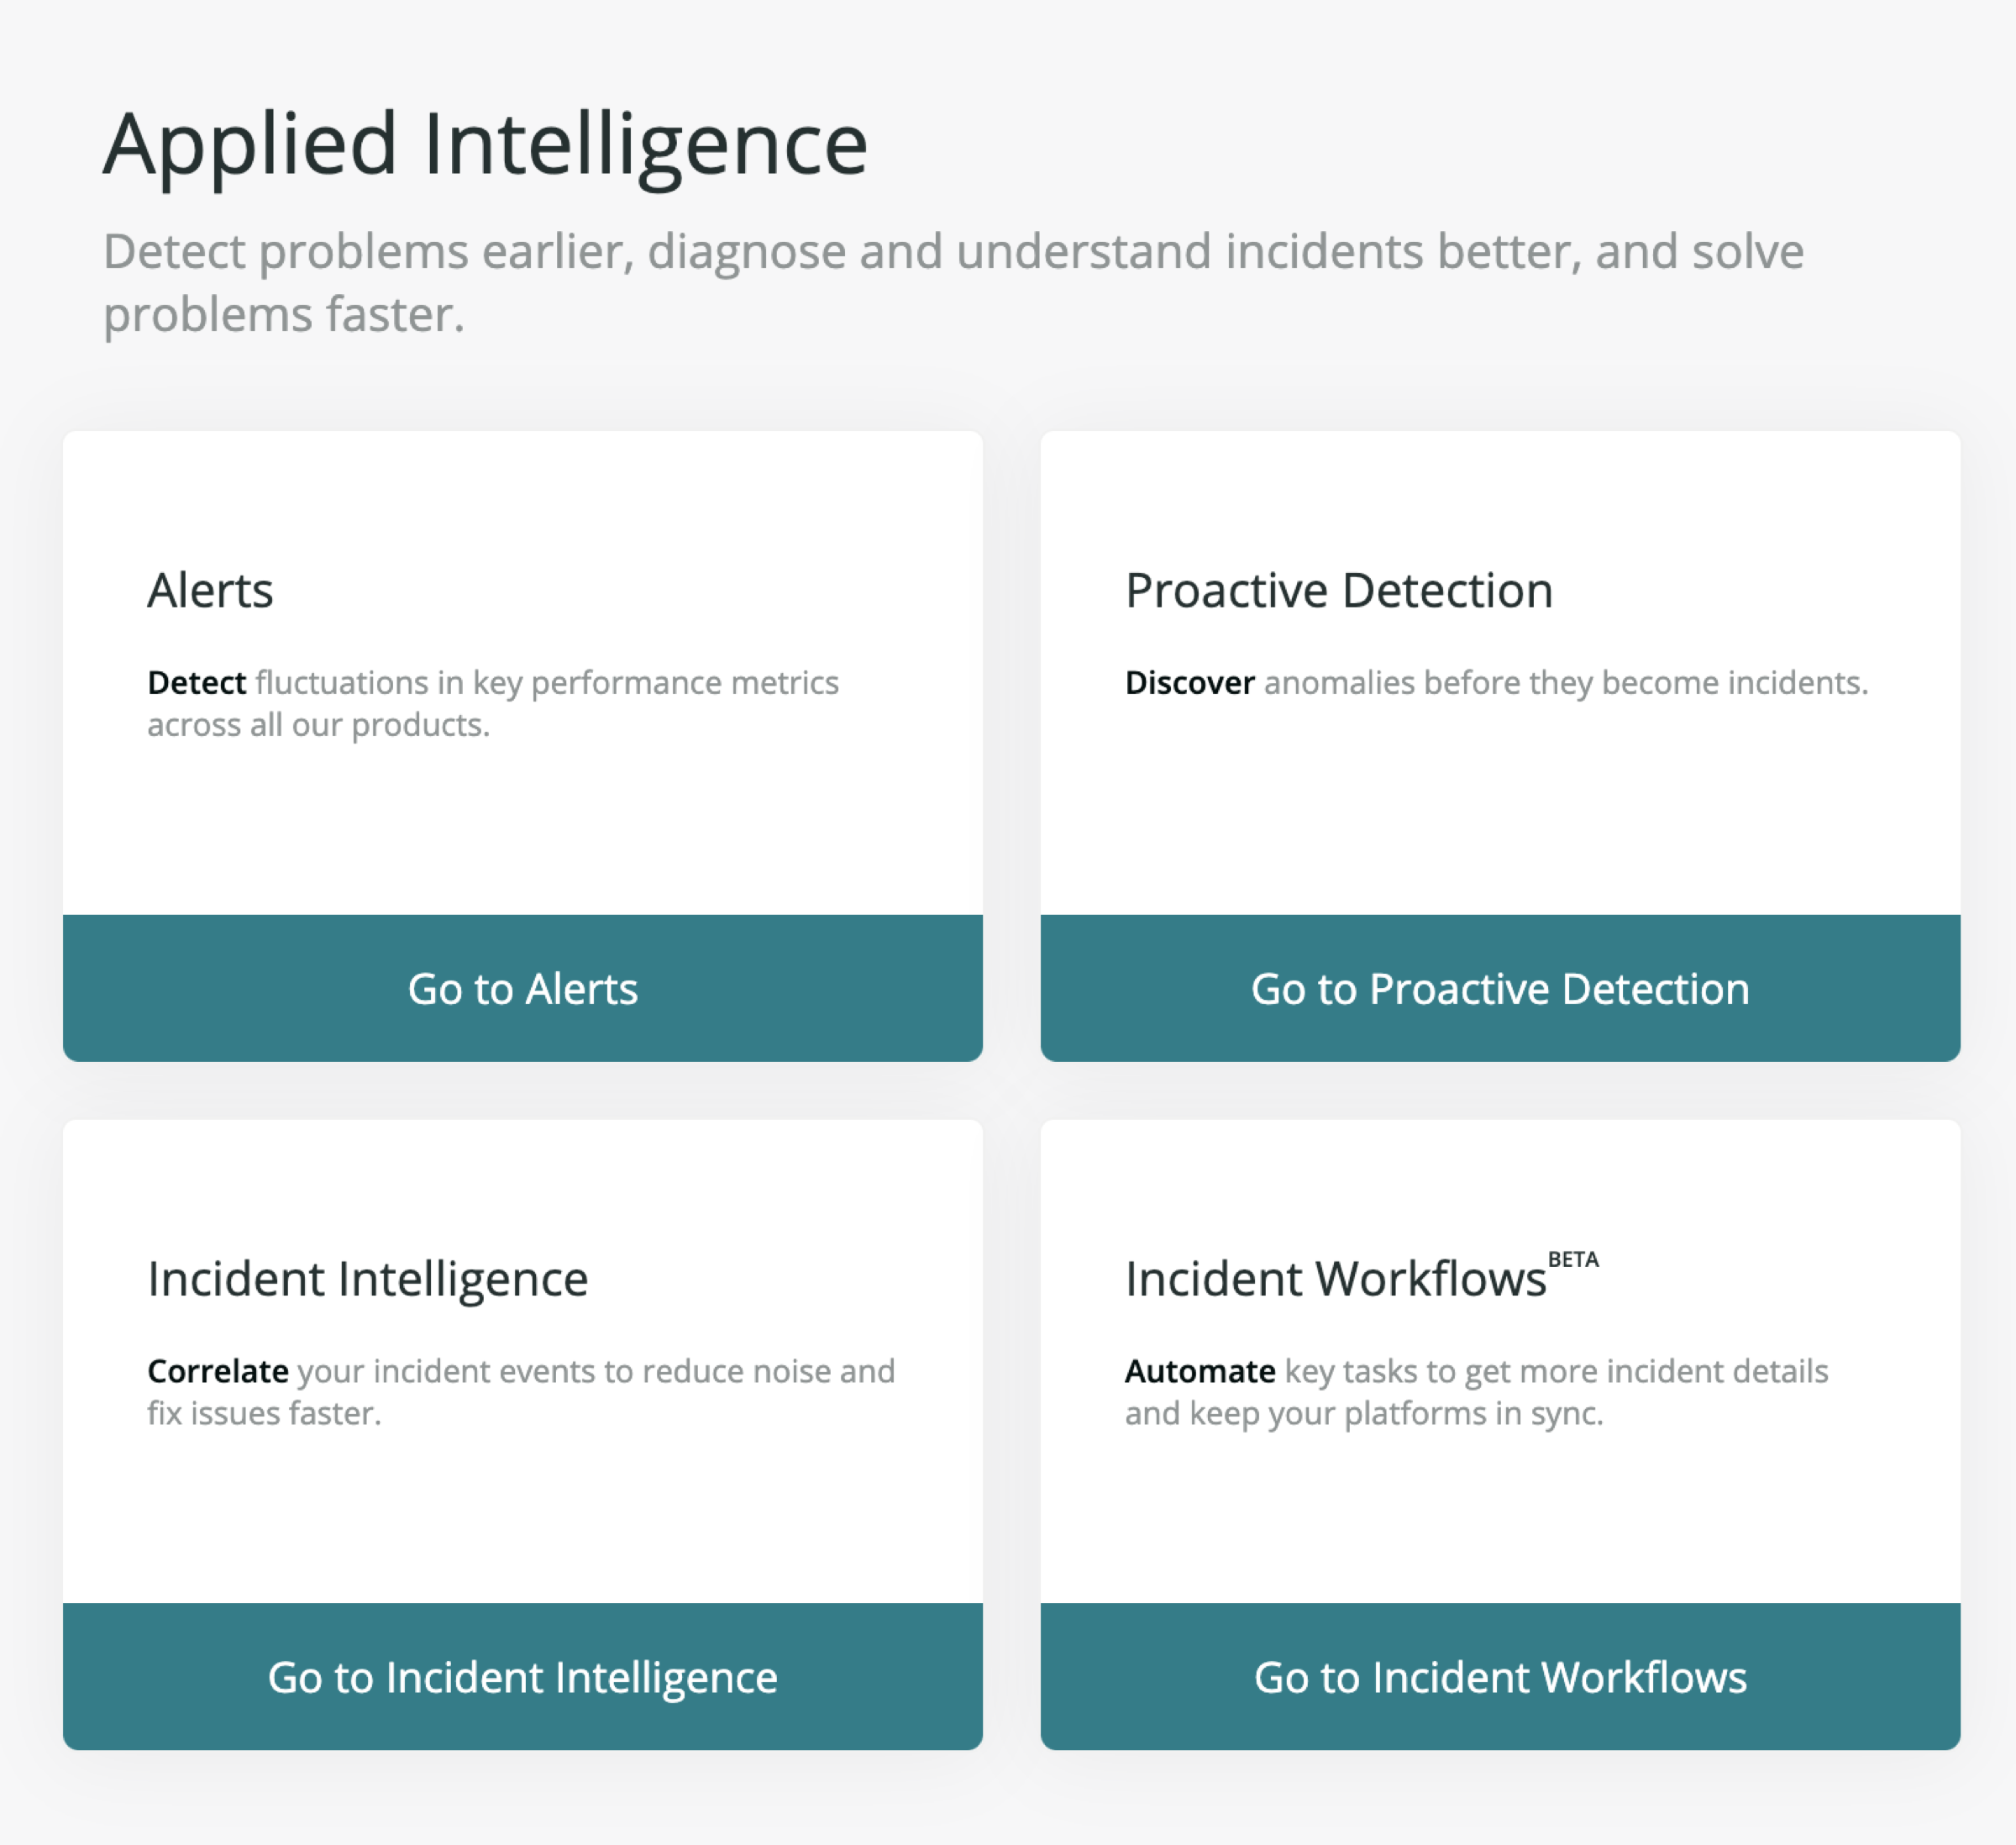 Applied Intelligence
Detect problems earlier, diagnose and understand incidents better, and solve
problems faster.
Alerts
Detect fluctuations in key performance metrics
across all our products.
Go to Alerts
Proactive Detection
Discover anomalies before they become incidents.
Go to Proactive Detection
Incident Intelligence
Correlate your incident events to reduce noise and
fix issues faster.
Go to Incident Intelligence
Incident Workflows BETA
Automate key tasks to get more incident details
and keep your platforms in sync.
Go to Incident Workflows